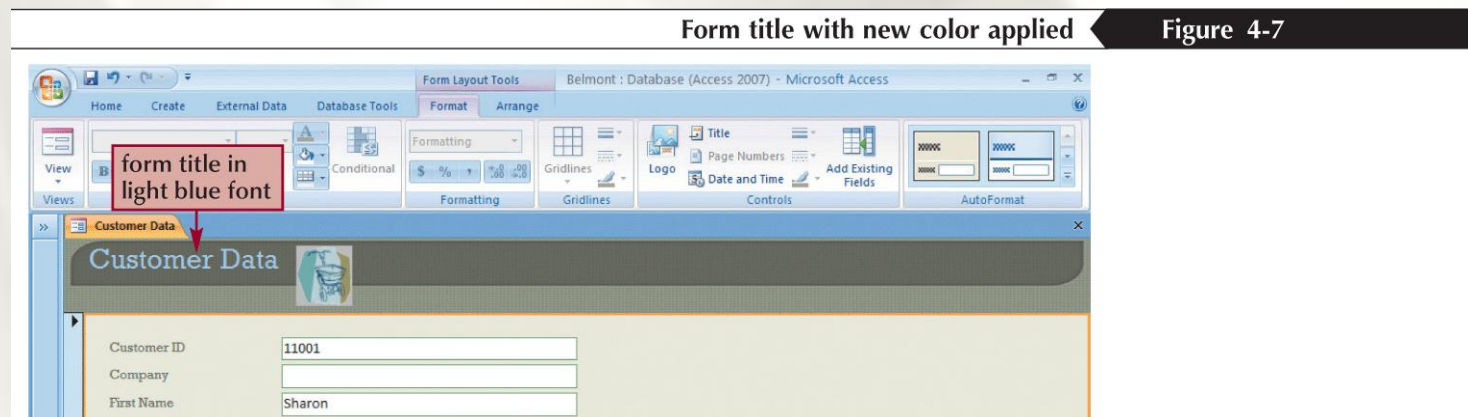 Form title with new color applied Figure 4-7
Form Layout Tools Belmont : Database (Access 2007) - Microsoft Access
Home Create External Data Database Tools Format Arrange
View
B
Conditional
Formatting
$ % ,
Gridlines
Logo
Title
Page Numbers
Date and Time
Add Existing
Fields
Views Formatting Gridlines Controls AutoFormat
form title in
light blue font
Customer Data
Customer Data
Customer ID 11001
Company
First Name Sharon